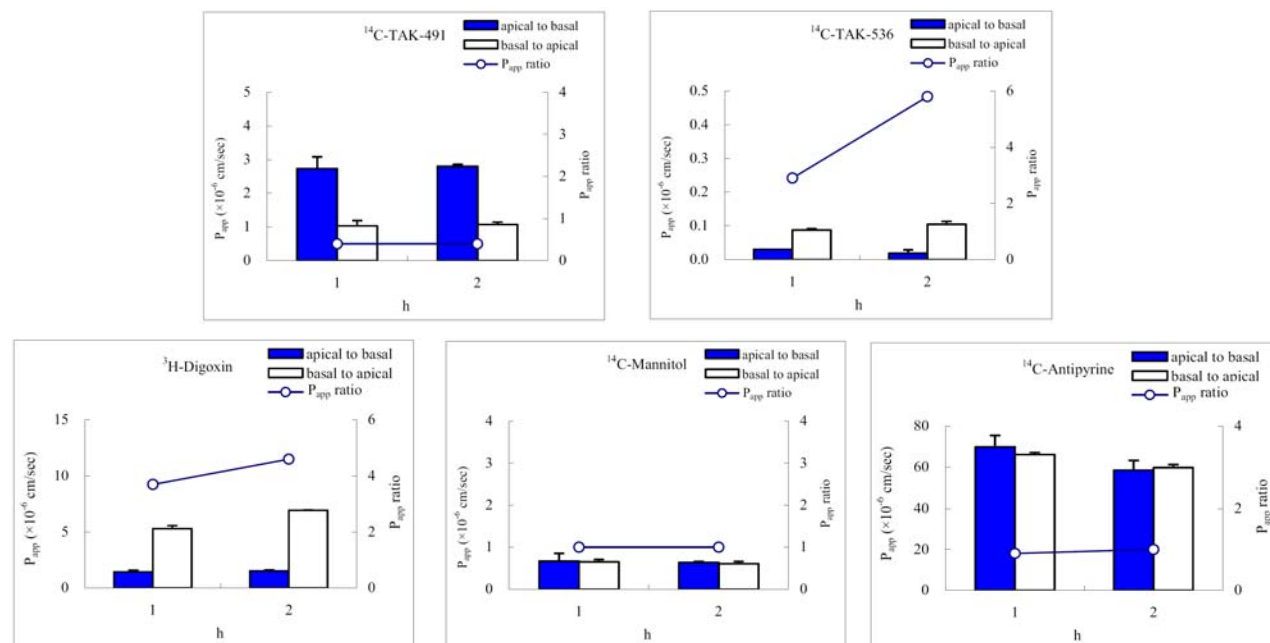 ¹⁴C-TAK-491
apical to basal
basal to apical
Papp ratio
5
4
3
2
1
0
4
3
2
1
0
Papp (×10⁻⁶ cm/sec)
Papp ratio
1 2
h
¹⁴C-TAK-536
apical to basal
basal to apical
Papp ratio
0.5
0.4
0.3
0.2
0.1
0.0
6
4
2
0
Papp (×10⁻⁶ cm/sec)
Papp ratio
1 2
h
³H-Digoxin
apical to basal
basal to apical
Papp ratio
15
10
5
0
6
4
2
0
Papp (×10⁻⁶ cm/sec)
Papp ratio
1 2
h
¹⁴C-Mannitol
apical to basal
basal to apical
Papp ratio
4
3
2
1
0
4
3
2
1
0
Papp (×10⁻⁶ cm/sec)
Papp ratio
1 2
h
¹⁴C-Antipyrine
apical to basal
basal to apical
Papp ratio
80
60
40
20
0
4
2
0
Papp (×10⁻⁶ cm/sec)
Papp ratio
1 2
h